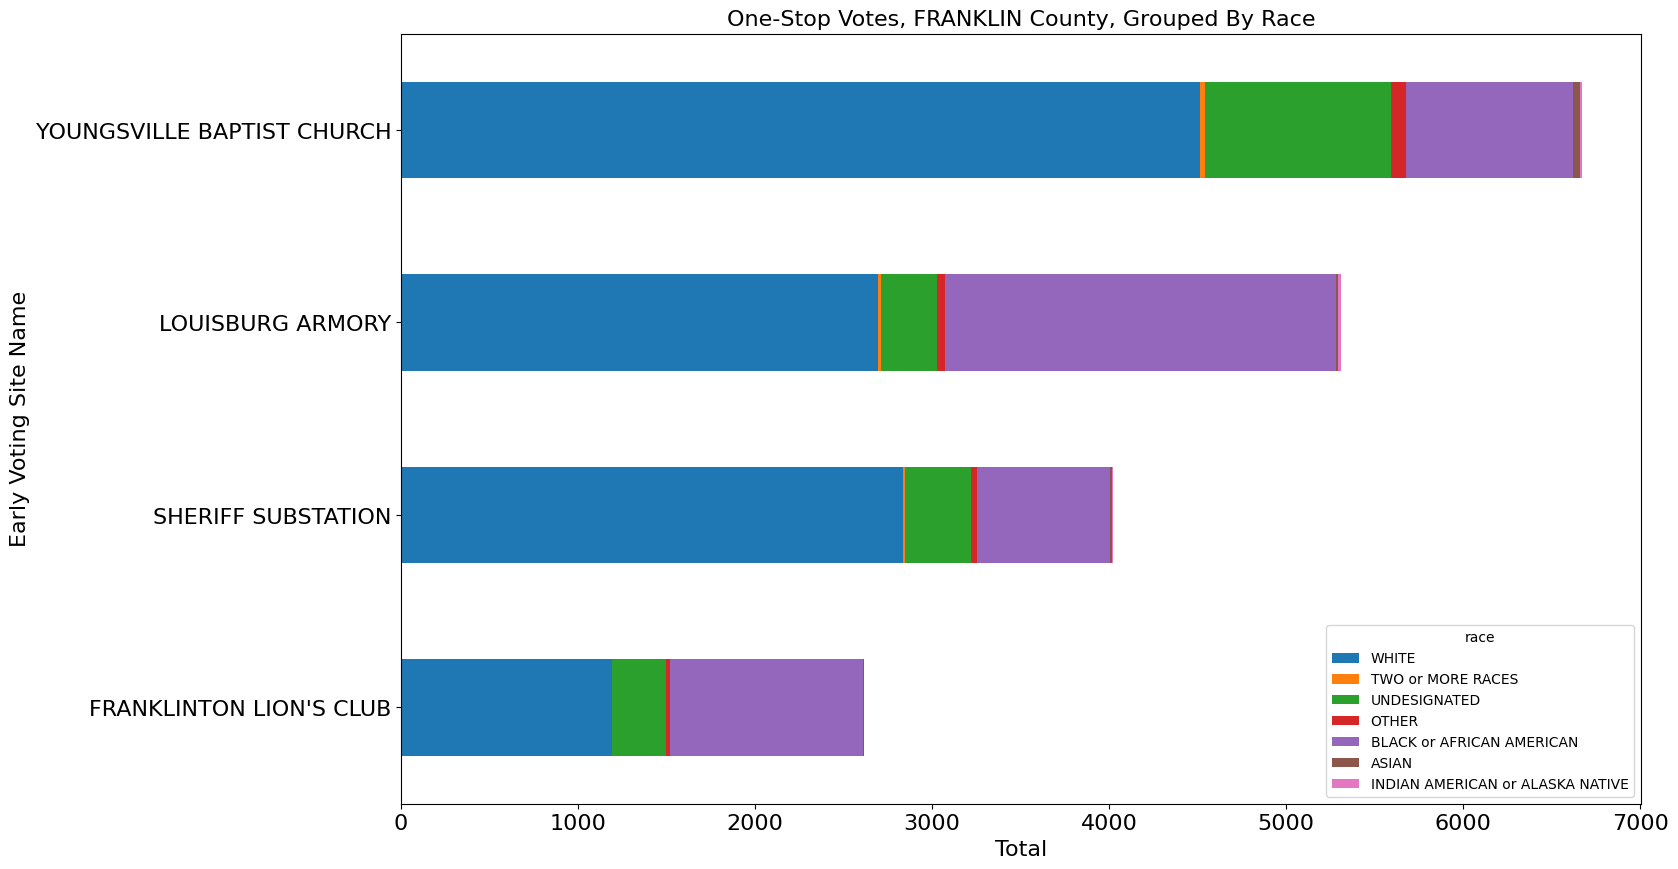 One-Stop Votes, FRANKLIN County, Grouped By Race
Early Voting Site Name
YOUNGSVILLE BAPTIST CHURCH
LOUISBURG ARMORY
SHERIFF SUBSTATION
FRANKLINTON LION'S CLUB
race
WHITE
TWO or MORE RACES
UNDESIGNATED
OTHER
BLACK or AFRICAN AMERICAN
ASIAN
INDIAN AMERICAN or ALASKA NATIVE
0 1000 2000 3000 4000 5000 6000 7000
Total